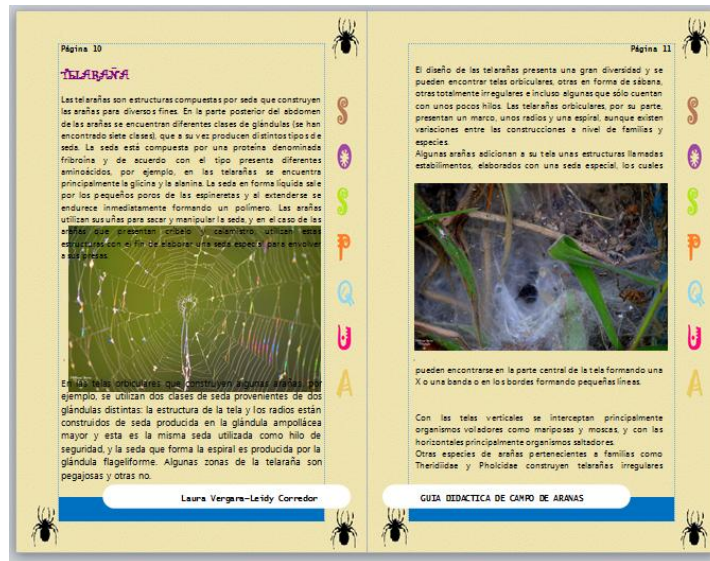 Página 10
TELARAÑA
Las telarañas son estructuras compuestas por seda que construyen
las arañas para diversos fines. En la parte posterior del abdomen
de las arañas se encuentran diferentes clases de glándulas (se han
encontrado siete clases), que a su vez producen distintos tipos de
seda. La seda está compuesta por una proteína denominada
fribroina y de acuerdo con el tipo presenta diferentes
aminoácidos, por ejemplo, en las telarañas se encuentra
principalmente la glicina y la alanina. La seda en forma líquida sale
por los pequeños poros de las espineretas y al extenderse se
endurece inmediatamente formando un polímero. Las arañas
utilizan sus uñas para sacar y manipular la seda, y en el caso de las
arañas que presentan cribelo y calamistro, utilizan estas
estructuras con el fin de elaborar una seda especial para envolver
a sus presas.
En las telas orbiculares que construyen algunas arañas, por
ejemplo, se utilizan dos clases de seda provenientes de dos
glándulas distintas: la estructura de la tela y los radios están
construidos de seda producida en la glándula ampollácea
mayor y esta es la misma seda utilizada como hilo de
seguridad, y la seda que forma la espiral es producida por la
glándula flageliforme. Algunas zonas de la telaraña son
pegajosas y otras no.
S
O
S
P
Q
U
A
Laura Vergara-Leidy Corredor
Página 11
El diseño de las telarañas presenta una gran diversidad y se
pueden encontrar telas orbiculares, otras en forma de sábana,
otras totalmente irregulares e incluso algunas que sólo cuentan
con unos pocos hilos. Las telarañas orbiculares, por su parte,
presentan un marco, unos radios y una espiral, aunque existen
variaciones entre las construcciones a nivel de familias y
especies.
Algunas arañas adicionan a su tela unas estructuras llamadas
estabilimentos, elaborados con una seda especial, los cuales
pueden encontrarse en la parte central de la tela formando una
X o una banda o en los bordes formando pequeñas líneas.
Con las telas verticales se interceptan principalmente
organismos voladores como mariposas y moscas, y con las
horizontales principalmente organismos saltadores.
Otras especies de arañas pertenecientes a familias como
Theridiidae y Pholcidae construyen telarañas irregulares
S
O
S
P
Q
U
A
GUIA DIDACTICA DE CAMPO DE ARANAS